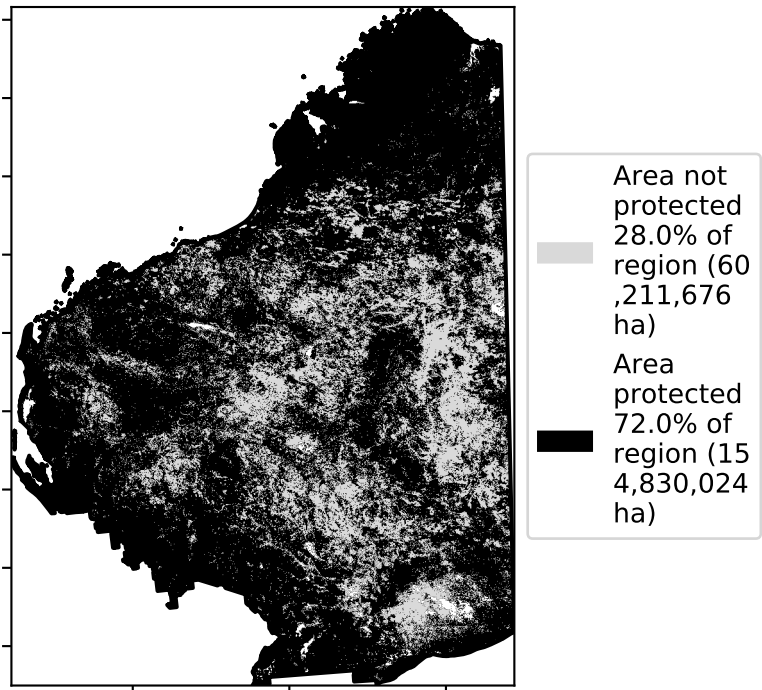 Area not
protected
28.0% of
region (60
,211,676
ha)
Area
protected
72.0% of
region (15
4,830,024
ha)